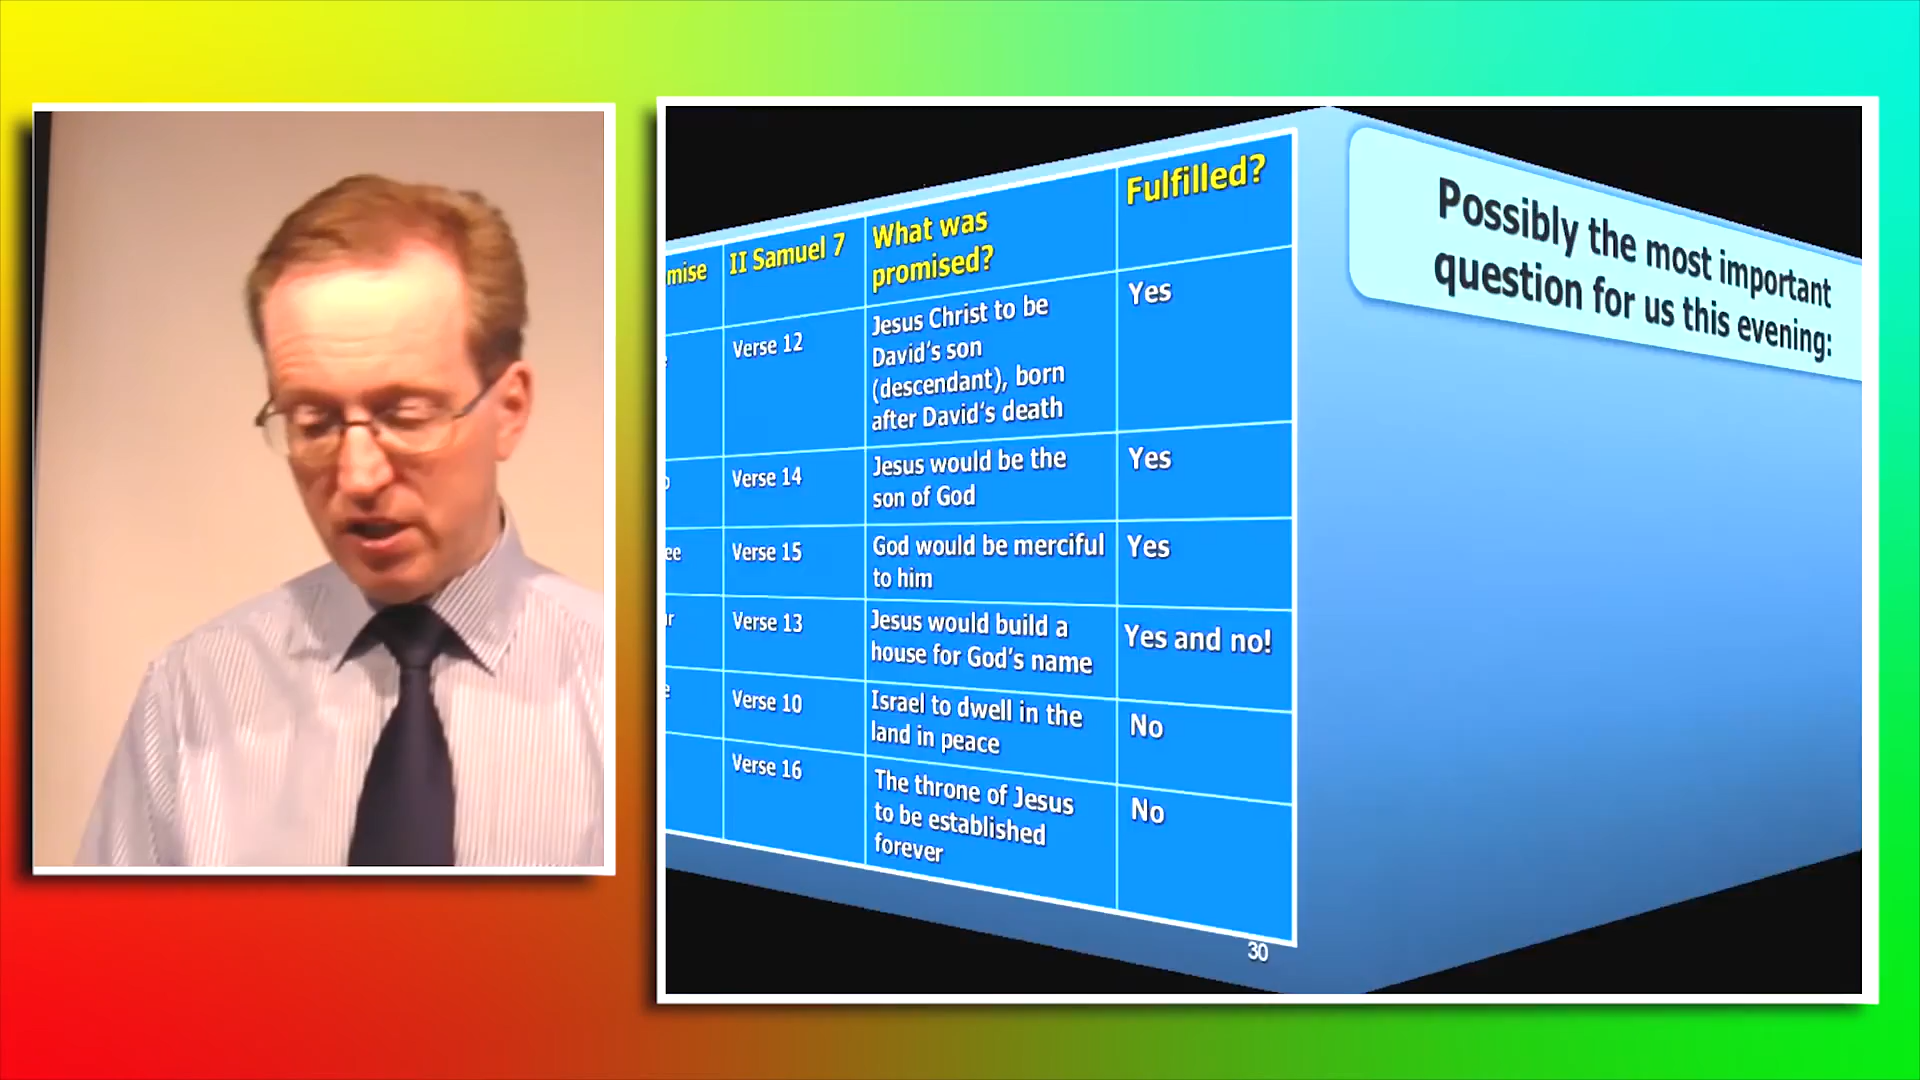 mise
II Samuel 7
What was
promised?
Fulfilled?
Verse 12
Jesus Christ to be
David's son
(descendant), born
after David's death
Yes
Verse 14
Jesus would be the
son of God
Yes
ee
Verse 15
God would be merciful
to him
Yes
r
Verse 13
Jesus would build a
house for God's name
Yes and no!
e
Verse 10
Israel to dwell in the
land in peace
No
Verse 16
The throne of Jesus
to be established
forever
No
30
Possibly the most important
question for us this evening: